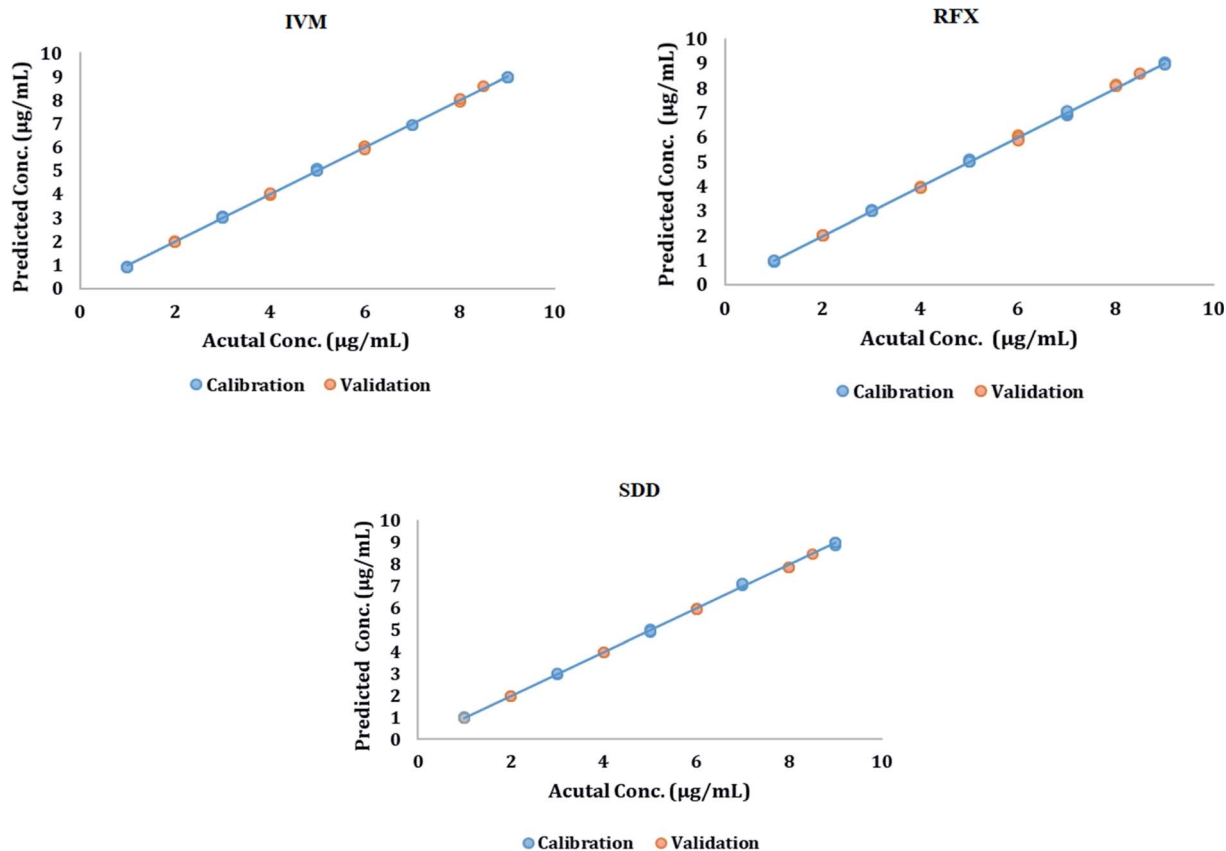 IVM
Predicted Conc. (µg/mL)
10
9
8
7
6
5
4
3
2
1
0
0 2 4 6 8 10
Acutal Conc. (µg/mL)
Calibration Validation
RFX
Predicted Conc. (µg/mL)
10
9
8
7
6
5
4
3
2
1
0
0 2 4 6 8 10
Acutal Conc. (µg/mL)
Calibration Validation
SDD
Predicted Conc. (µg/mL)
10
9
8
7
6
5
4
3
2
1
0
0 2 4 6 8 10
Acutal Conc. (µg/mL)
Calibration Validation